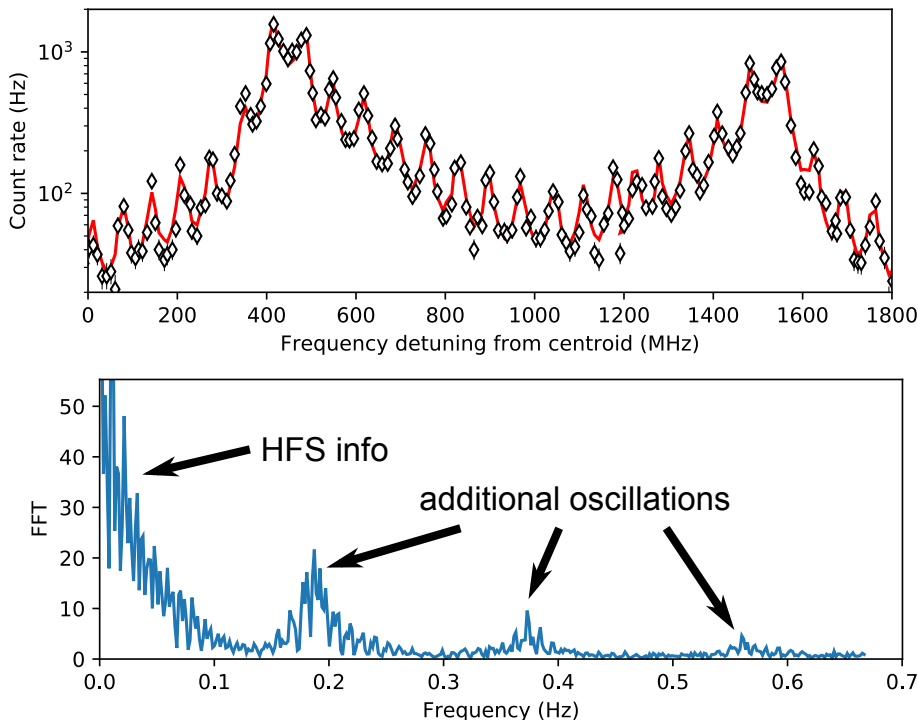 10³
10²
Count rate (Hz)
0 200 400 600 800 1000 1200 1400 1600 1800
Frequency detuning from centroid (MHz)
50
40
30
20
10
0
FFT
HFS info
additional oscillations
0.0 0.1 0.2 0.3 0.4 0.5 0.6 0.7
Frequency (Hz)